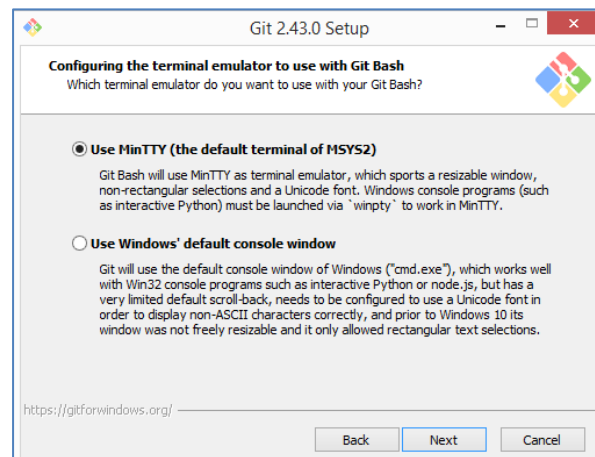 Git 2.43.0 Setup
Configuring the terminal emulator to use with Git Bash
Which terminal emulator do you want to use with your Git Bash?
Use MinTTY (the default terminal of MSYS2)
Git Bash will use MinTTY as terminal emulator, which sports a resizable window,
non-rectangular selections and a Unicode font. Windows console programs (such
as interactive Python) must be launched via `winpty` to work in MinTTY.
Use Windows' default console window
Git will use the default console window of Windows ("cmd.exe"), which works well
with Win32 console programs such as interactive Python or node.js, but has a
very limited default scroll-back, needs to be configured to use a Unicode font in
order to display non-ASCII characters correctly, and prior to Windows 10 its
window was not freely resizable and it only allowed rectangular text selections.
https://gitforwindows.org/
Back
Next
Cancel